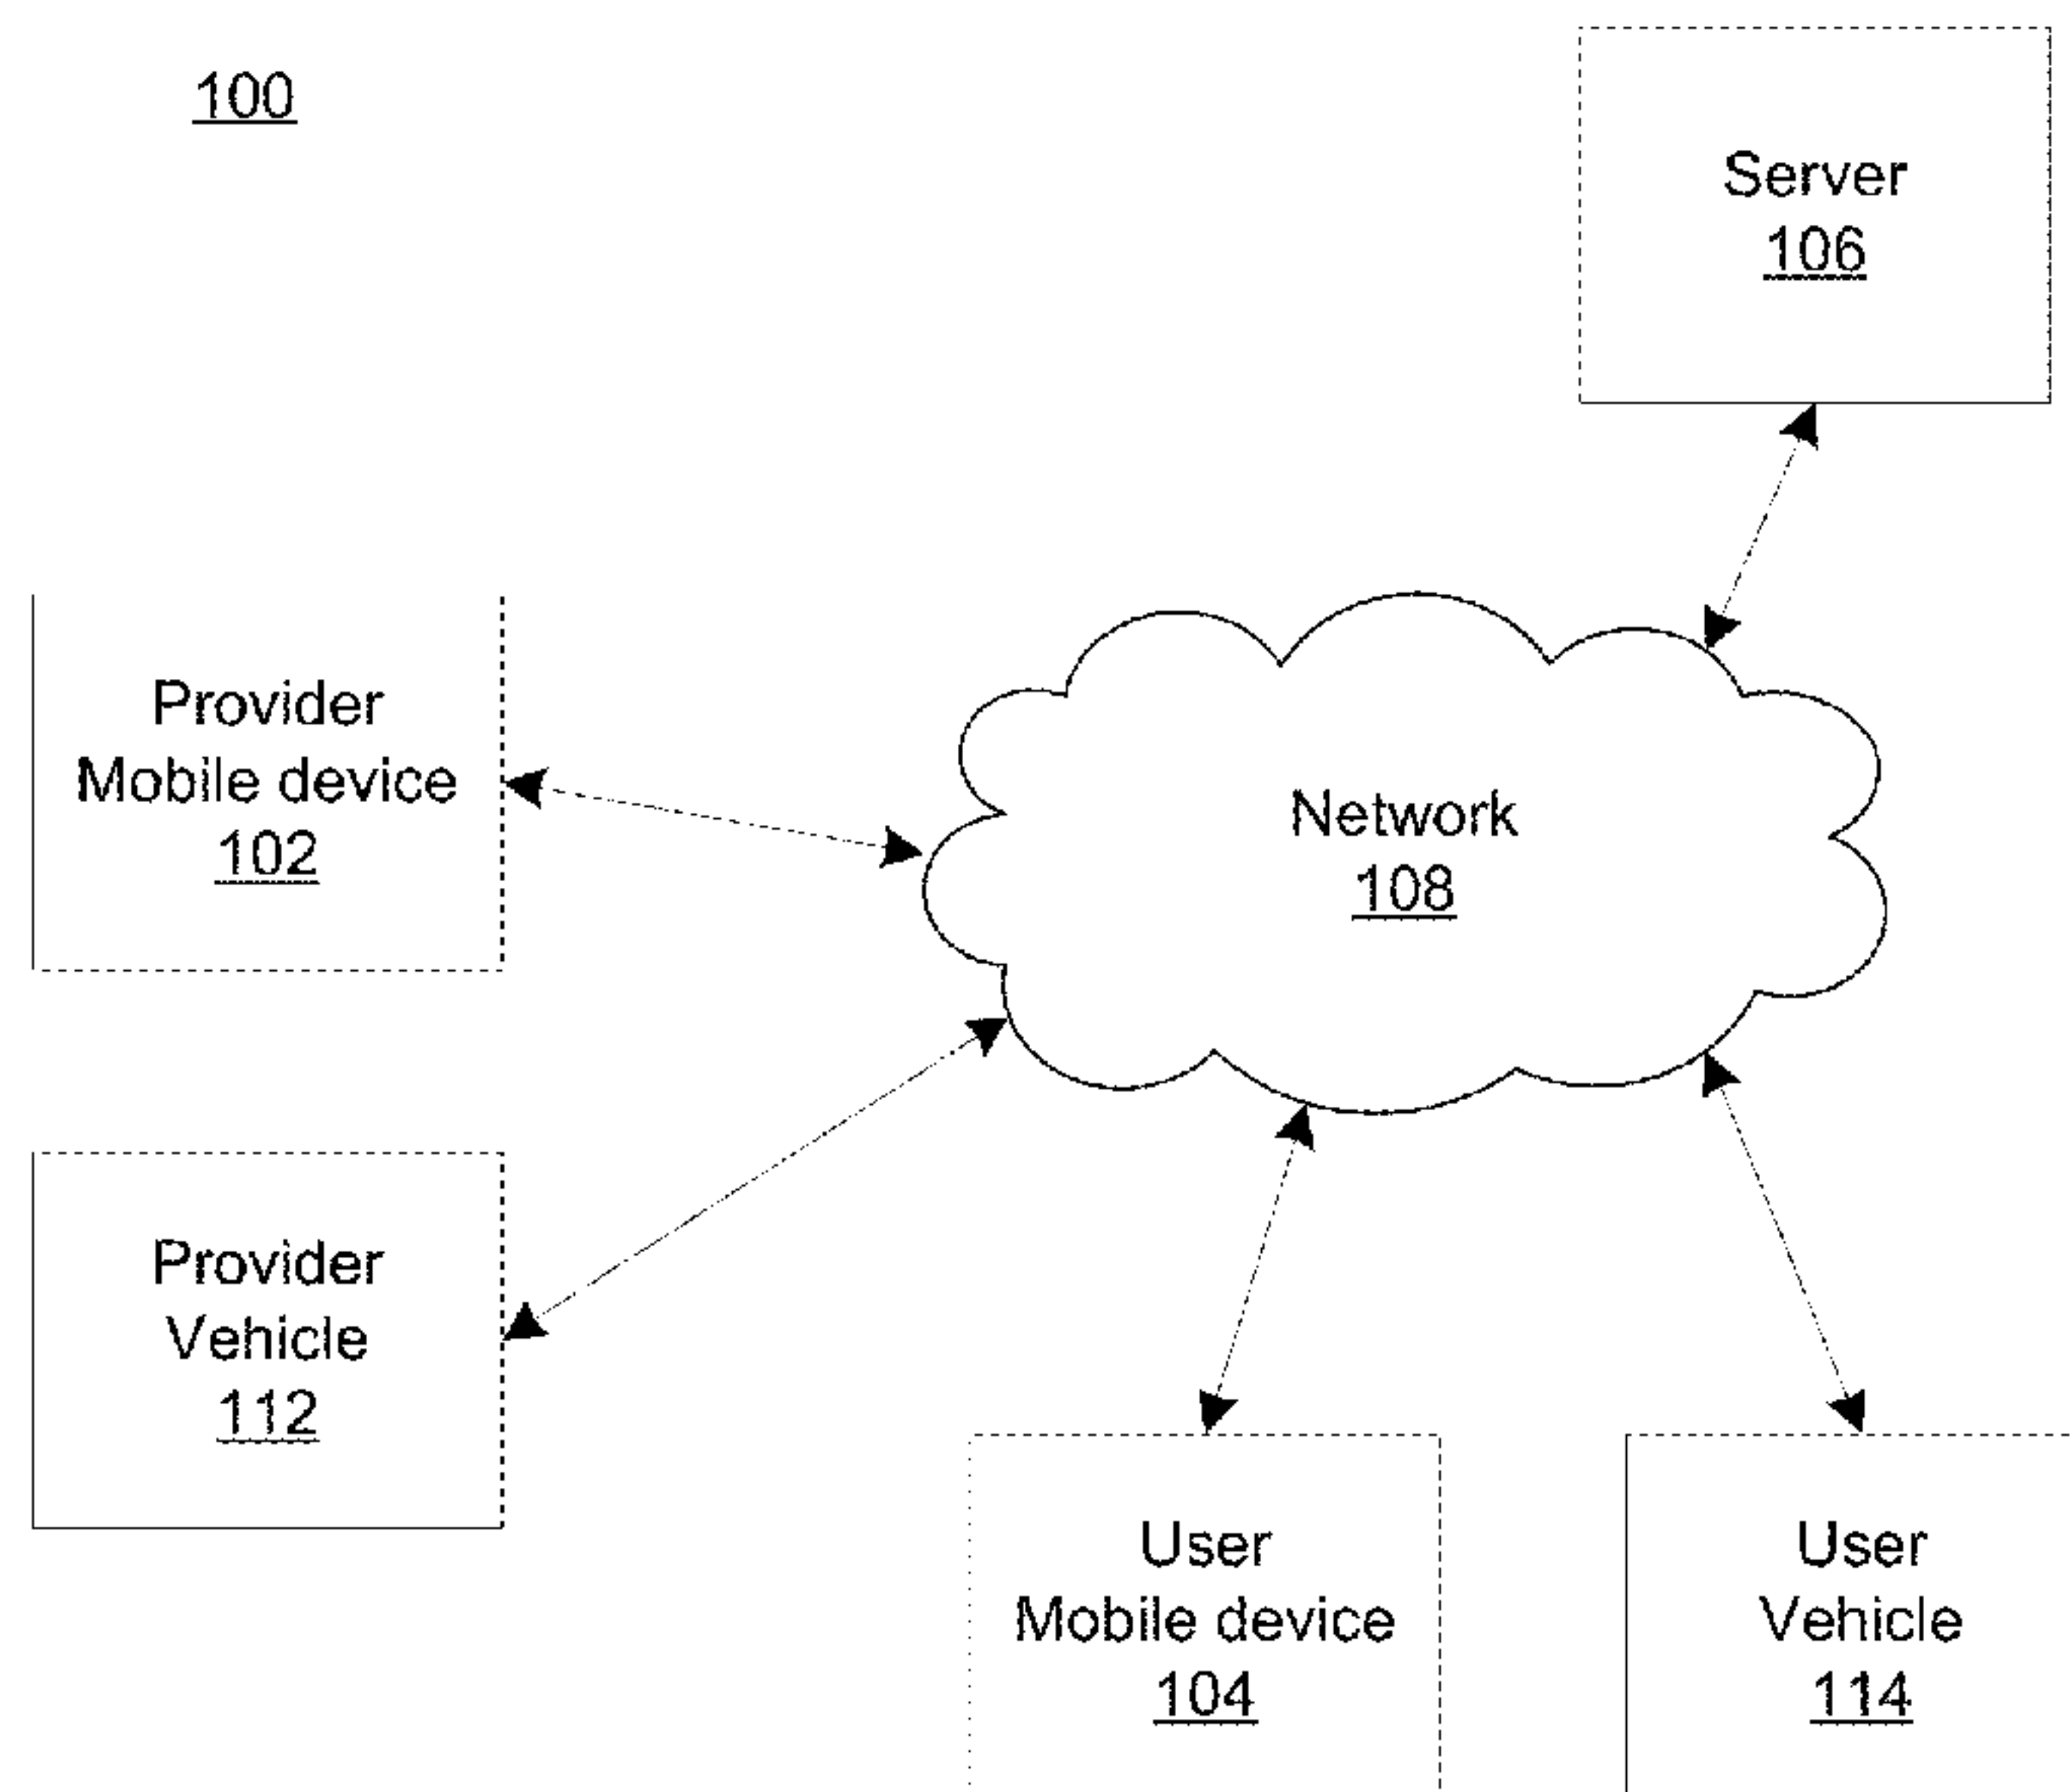 100
Server
106
Provider
Mobile device
102
Network
108
Provider
Vehicle
112
User
Mobile device
104
User
Vehicle
114